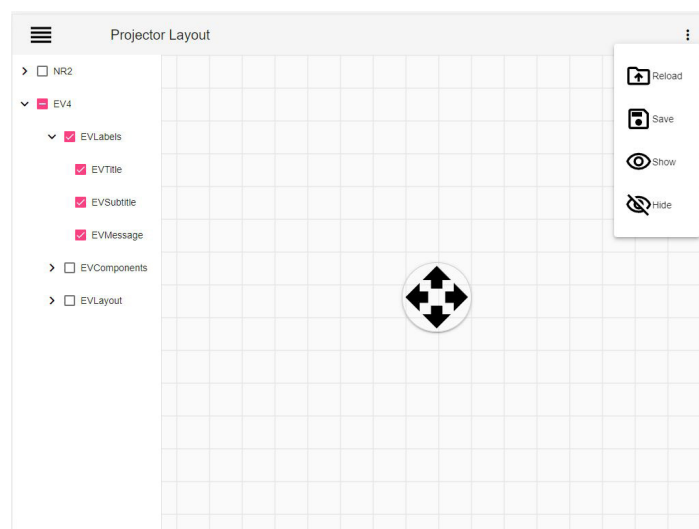 Projector Layout
NR2
EV4
EVLabels
EVTitle
EVSubtitle
EVMessage
EVComponents
EVLayout
Reload
Save
Show
Hide